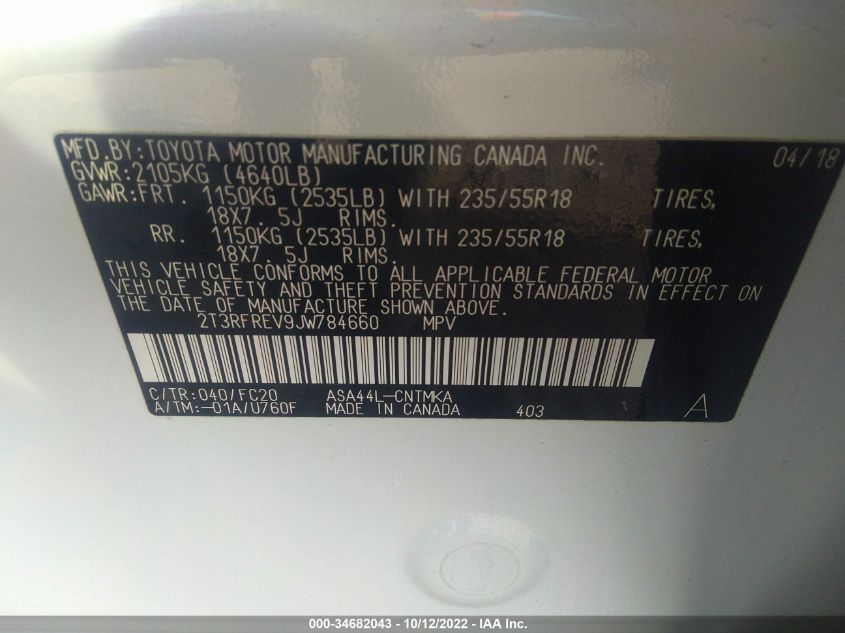 MFD. BY: TOYOTA MOTOR MANUFACTURING CANADA INC. 04/18
GVWR: 2105KG (4640LB)
GAWR: FRT. 1150KG (2535LB) WITH 235/55R18 TIRES,
18X7. 5J RIMS.
RR. 1150KG (2535LB) WITH 235/55R18 TIRES,
18X7. 5J RIMS.
THIS VEHICLE CONFORMS TO ALL APPLICABLE FEDERAL MOTOR
VEHICLE SAFETY AND THEFT PREVENTION STANDARDS IN EFFECT ON
THE DATE OF MANUFACTURE SHOWN ABOVE.
2T3RFREV9JW784660 MPV
C/TR: 040/FC20 ASA44L-CNTMKA
A/TM: -01A/U760F MADE IN CANADA 403 1 A
000-34682043 - 10/12/2022 - IAA Inc.